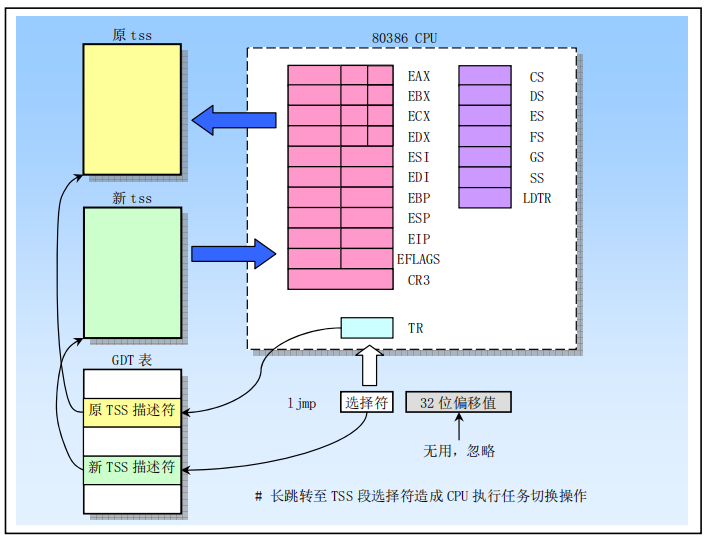 原 tss
80386 CPU
EAX
EBX
ECX
EDX
ESI
EDI
EBP
ESP
EIP
EFLAGS
CR3
CS
DS
ES
FS
GS
SS
LDTR
新 tss
TR
GDT 表
原 TSS 描述符
新 TSS 描述符
ljmp
选择符
32 位偏移值
无用，忽略
# 长跳转至 TSS 段选择符造成 CPU 执行任务切换操作